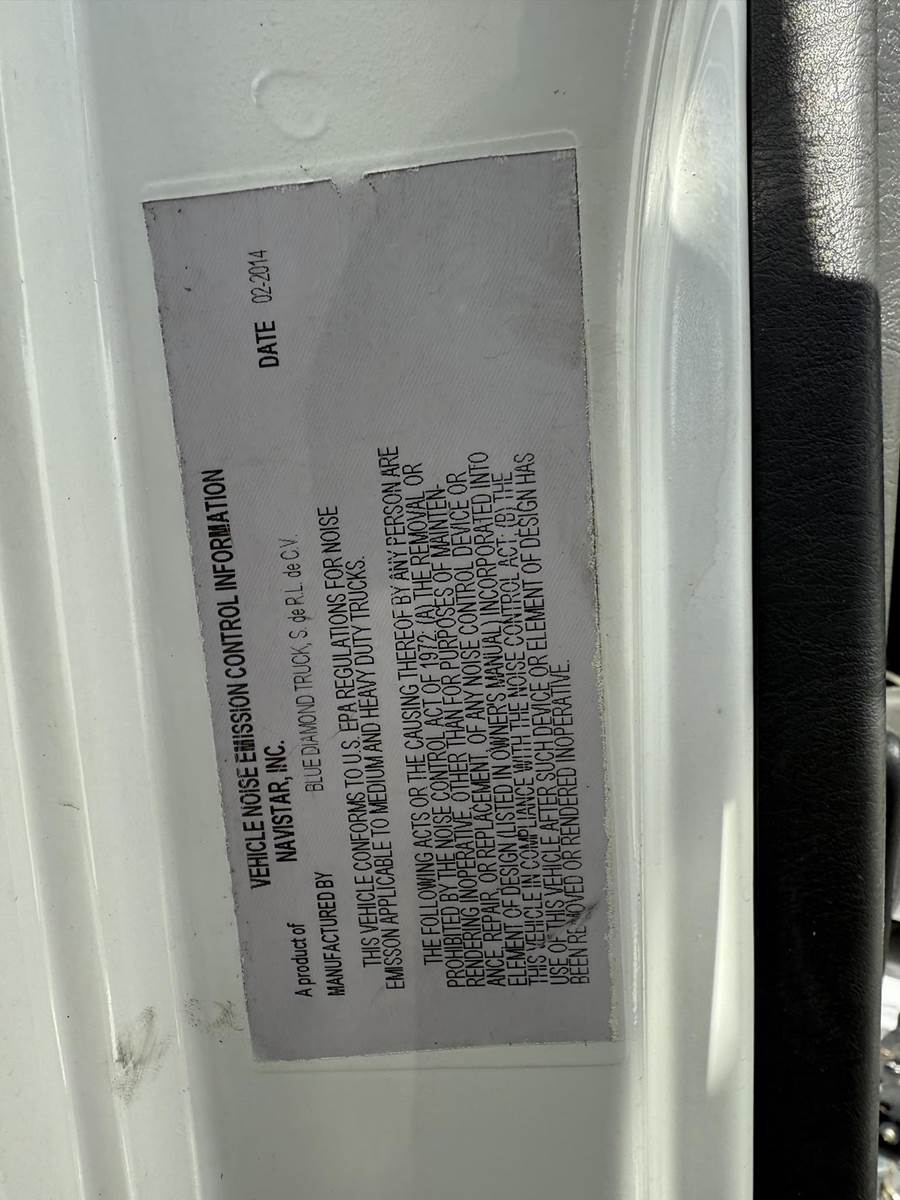 VEHICLE NOISE EMISSION CONTROL INFORMATION
A product of NAVISTAR, INC. DATE 02-2014
MANUFACTURED BY BLUE DIAMOND TRUCK, S. de R.L. de C.V.
THIS VEHICLE CONFORMS TO U.S. EPA REGULATIONS FOR NOISE
EMISSON APPLICABLE TO MEDIUM AND HEAVY DUTY TRUCKS.
THE FOLLOWING ACTS OR THE CAUSING THEREOF BY ANY PERSON ARE
PROHIBITED BY THE NOISE CONTROL ACT OF 1972: (A) THE REMOVAL OR
RENDERING INOPERATIVE, OTHER THAN FOR PURPOSES OF MAINTEN-
ANCE, REPAIR, OR REPLACEMENT, OF ANY NOISE CONTROL DEVICE OR
ELEMENT OF DESIGN (LISTED IN OWNER'S MANUAL) INCORPORATED INTO
THIS VEHICLE IN COMPLIANCE WITH THE NOISE CONTROL ACT, (B) THE
USE OF THIS VEHICLE AFTER SUCH DEVICE OR ELEMENT OF DESIGN HAS
BEEN REMOVED OR RENDERED INOPERATIVE.